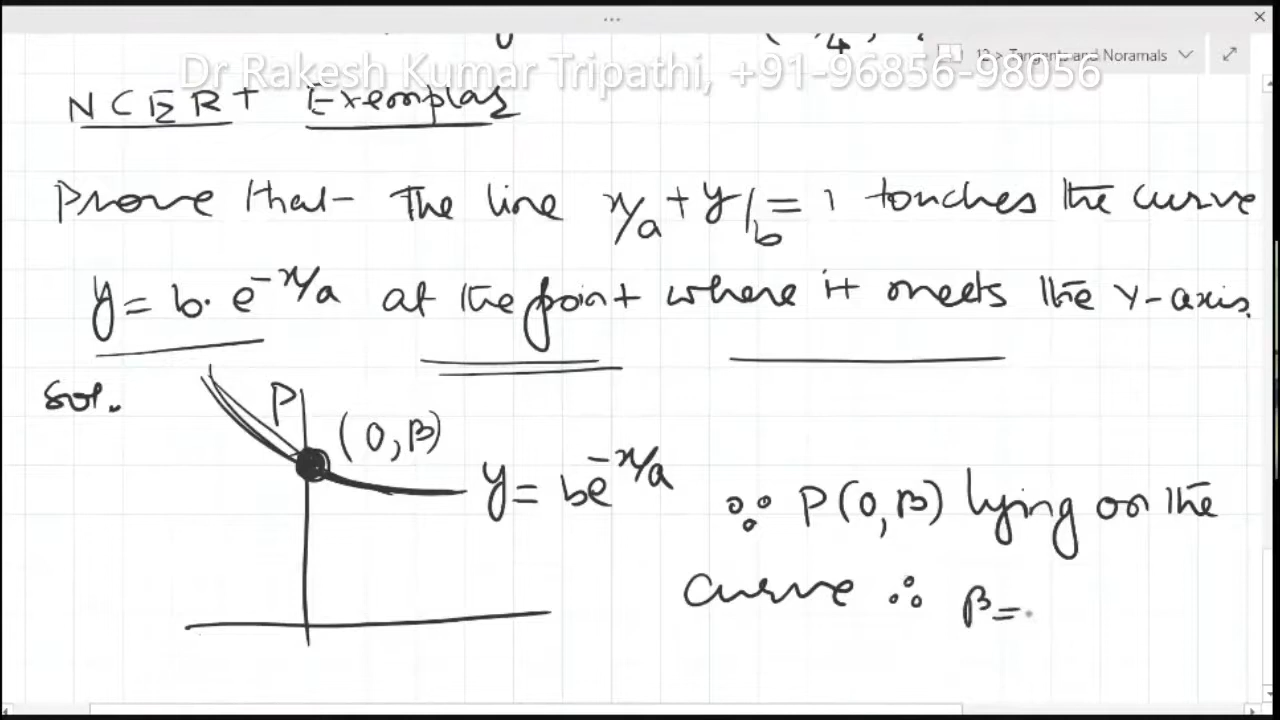 12 > Tangents and Noramals
Dr Rakesh Kumar Tripathi, +91-96856-98056
NCERT Exemplar
Prove that The line x/a + y/b = 1 touches the curve
y = b. e^-x/a at the point where it meets the Y-axis.
Sol.
P
(0, β)
y = be^-x/a
∵ P(0, β) lying on the
curve ∴ β =